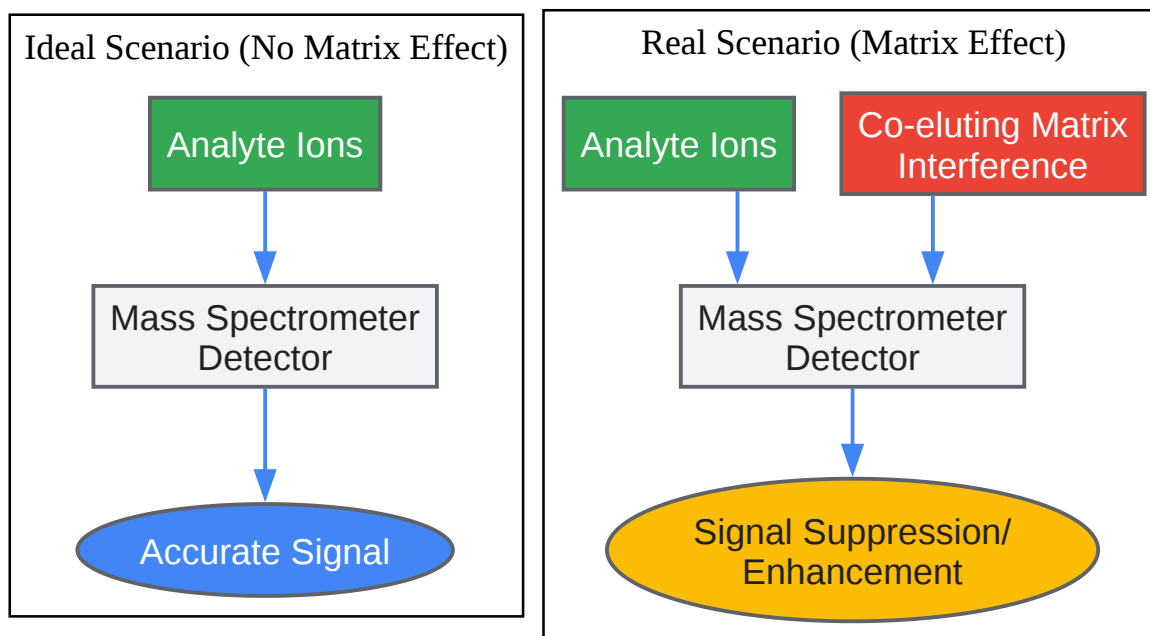 Ideal Scenario (No Matrix Effect)
Analyte Ions
Mass Spectrometer
Detector
Accurate Signal
Real Scenario (Matrix Effect)
Analyte Ions
Co-eluting Matrix
Interference
Mass Spectrometer
Detector
Signal Suppression/
Enhancement